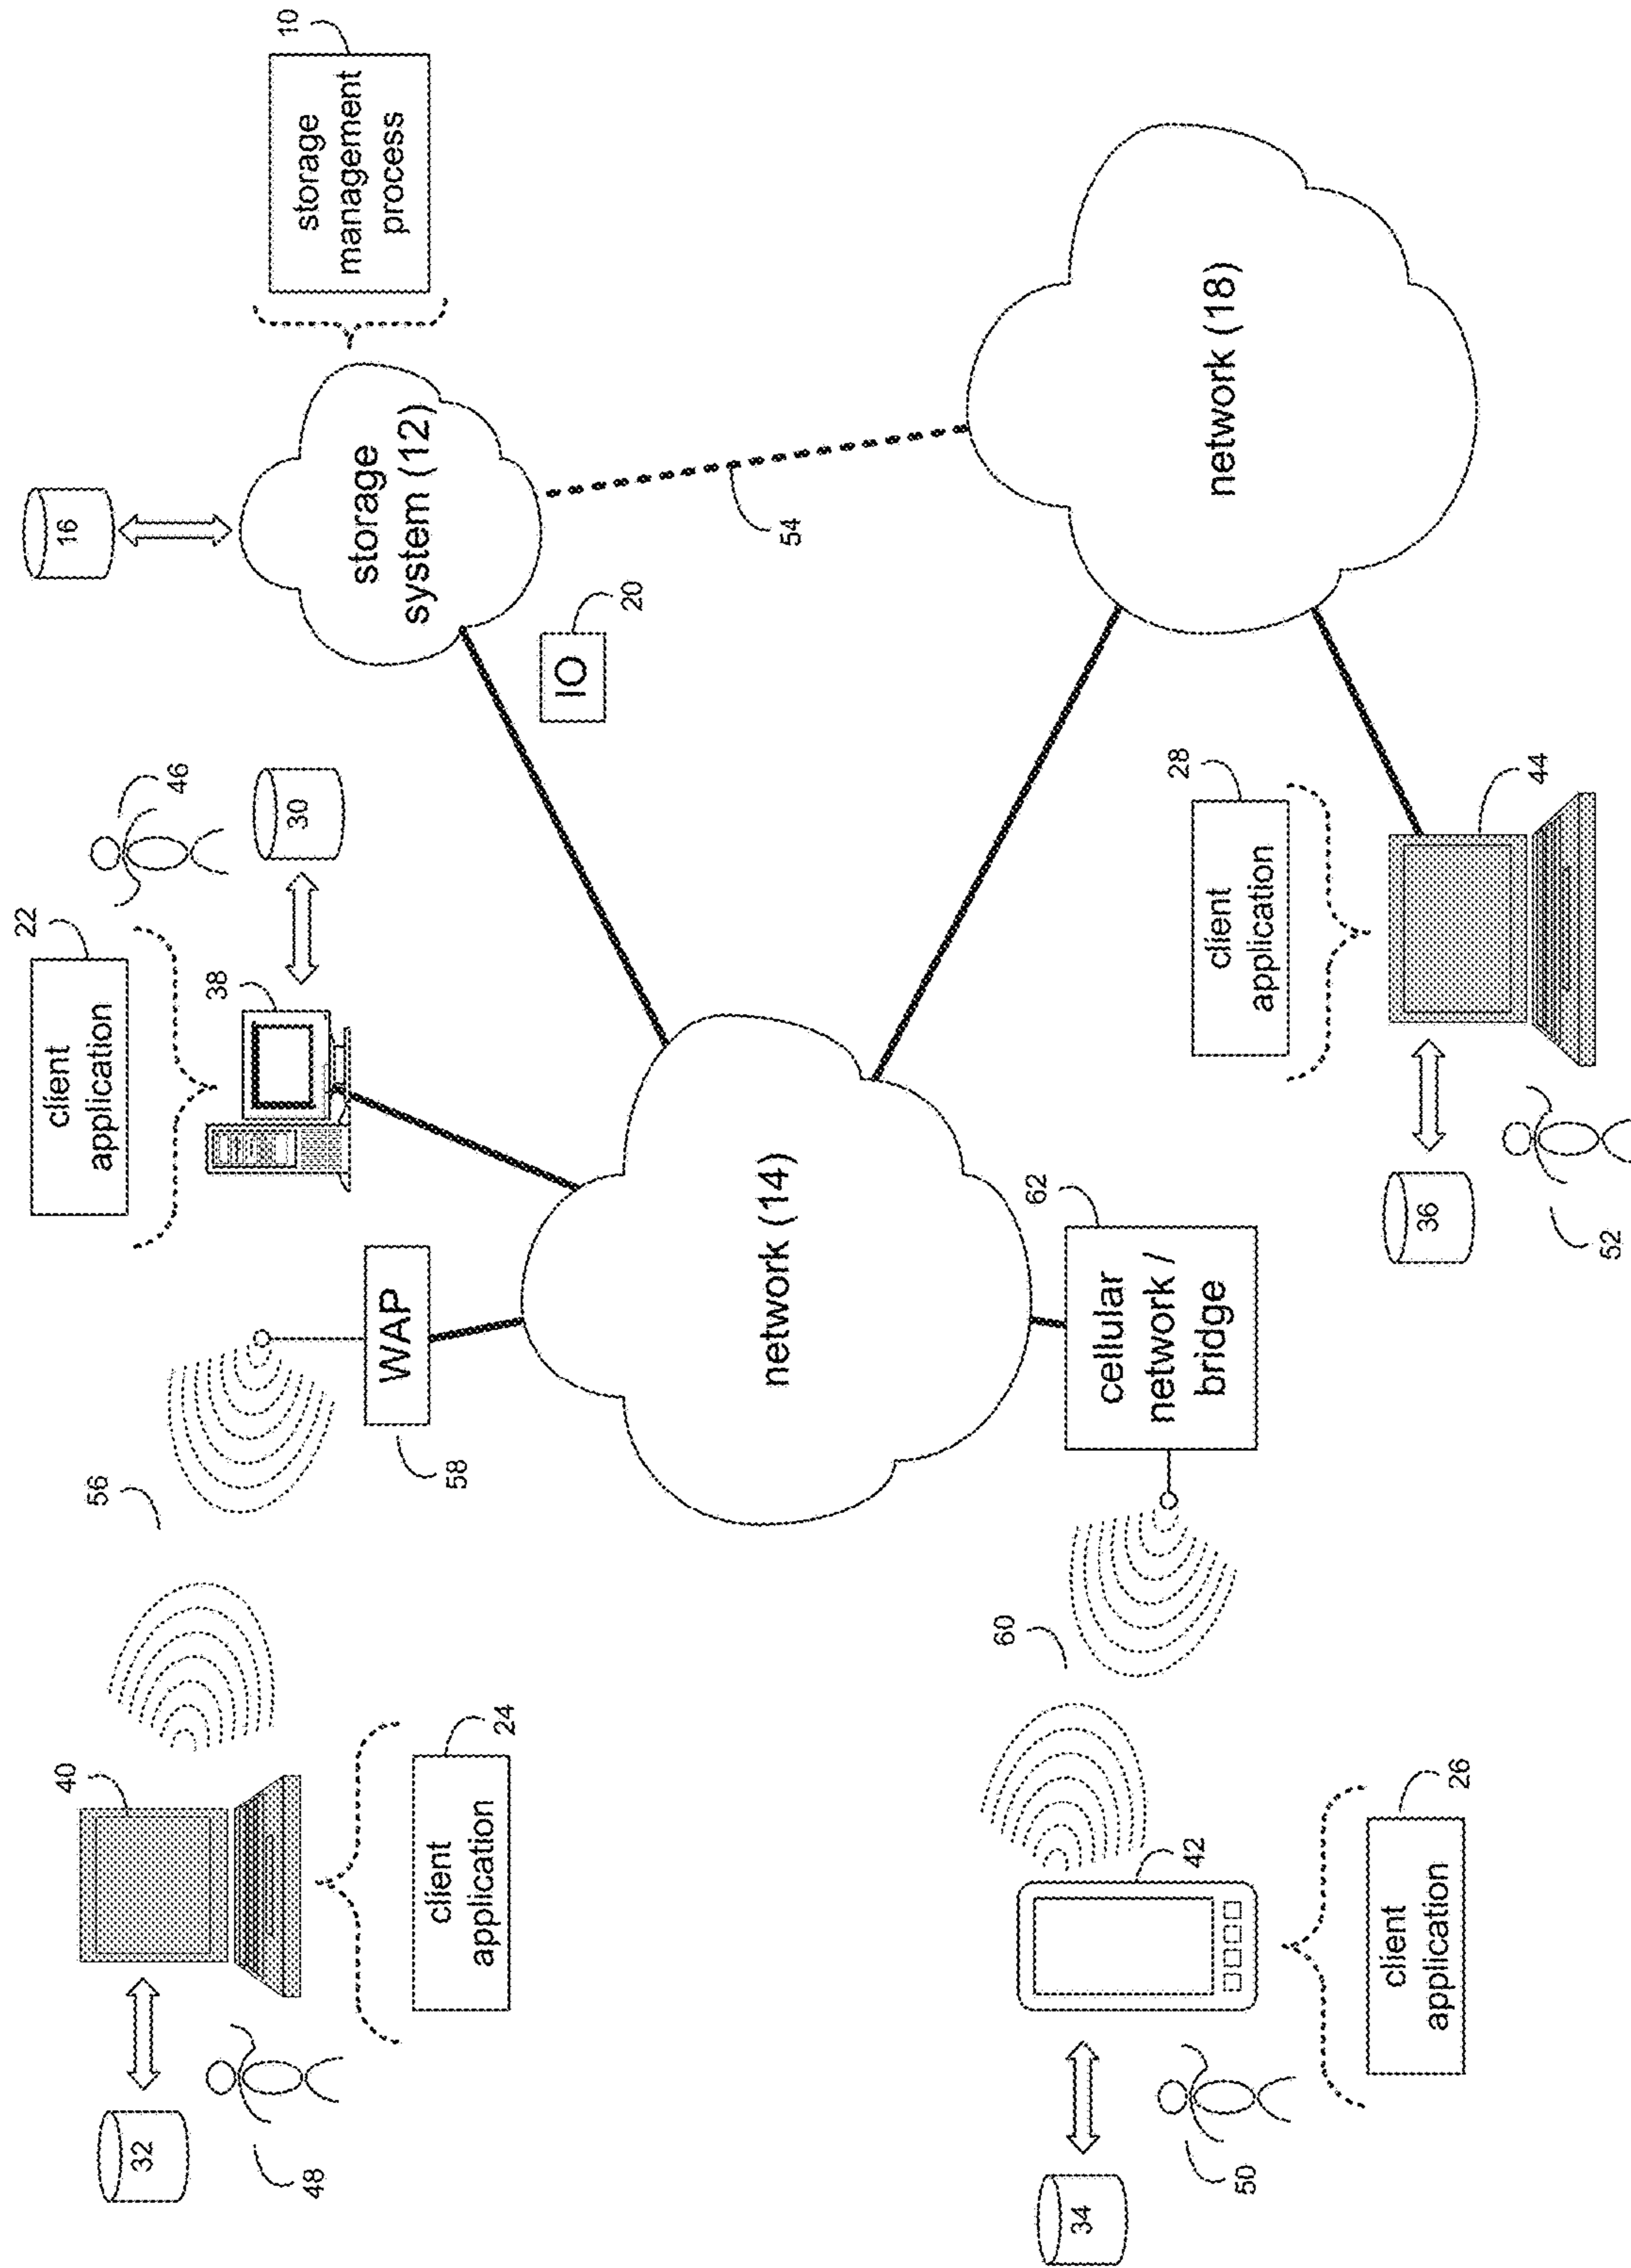 32
48
40
client
application
24
56
WAP
58
client
application
22
38
30
46
16
storage
system (12)
storage
management
process
10
IO
20
54
network (14)
network (18)
34
50
42
client
application
26
60
cellular
network /
bridge
62
client
application
28
36
52
44